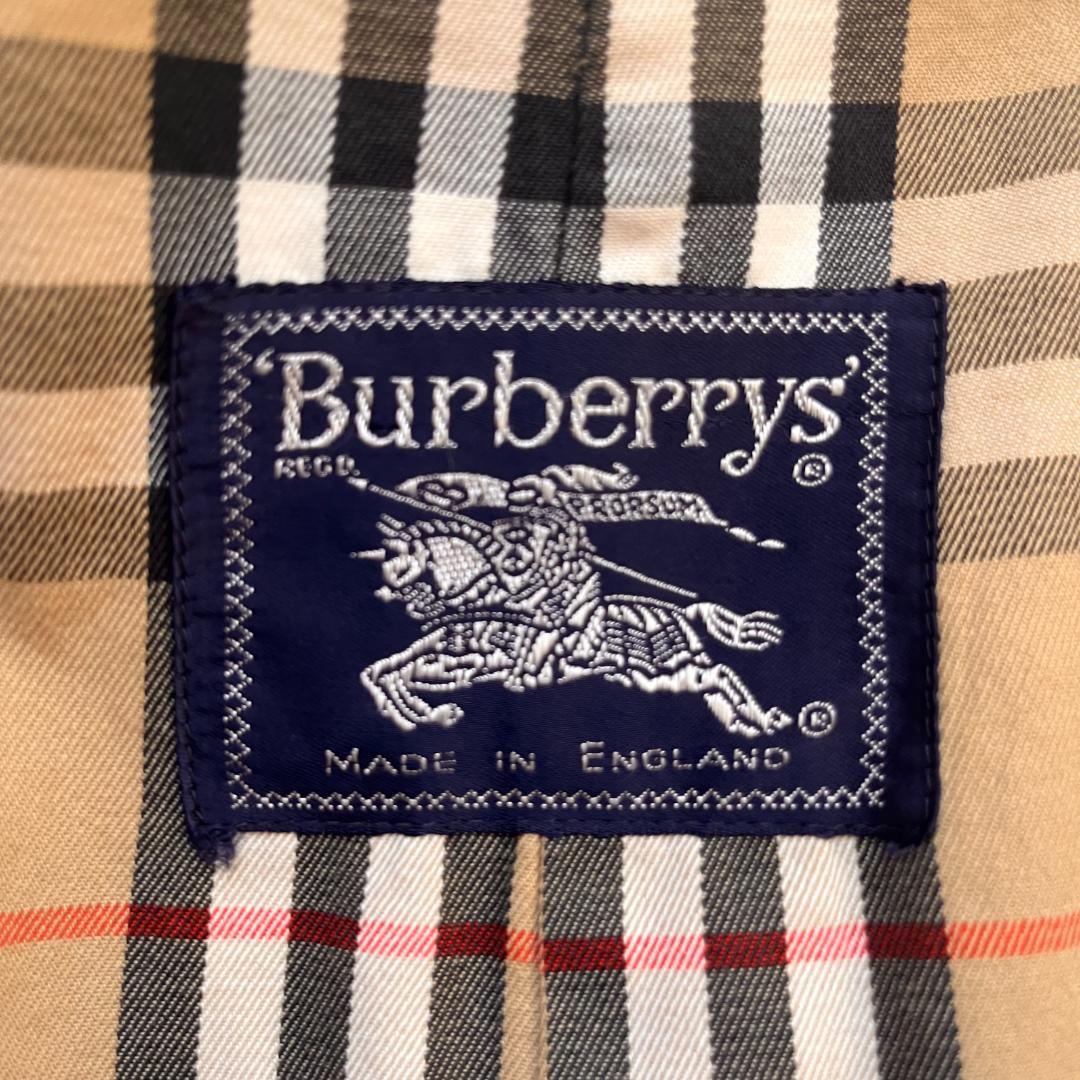 'Burberrys'
REGD. ®
PRORSUM
®
MADE IN ENGLAND